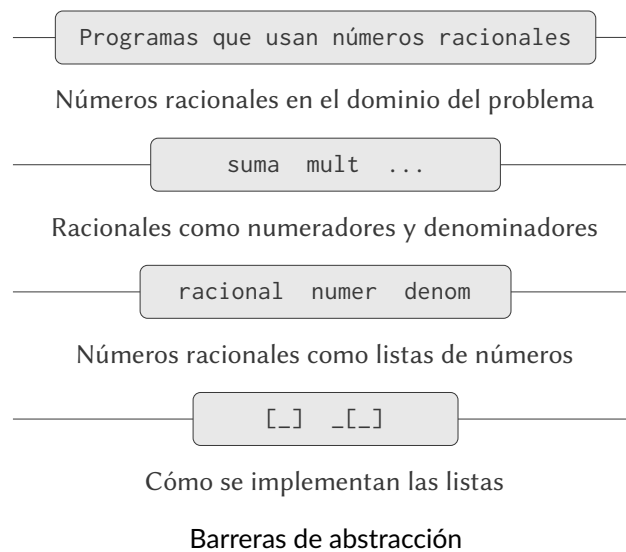 Programas que usan números racionales
Números racionales en el dominio del problema
suma mult ...
Racionales como numeradores y denominadores
racional numer denom
Números racionales como listas de números
[_] _[_]
Cómo se implementan las listas
Barreras de abstracción